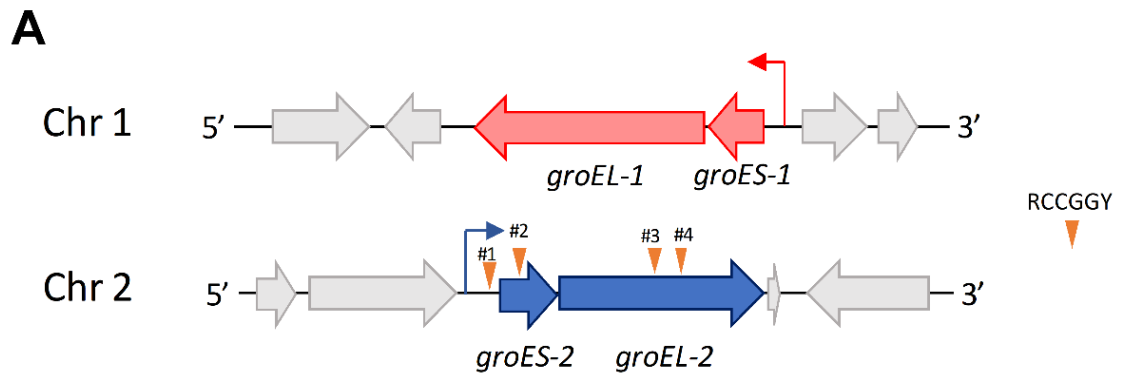 A
Chr 1
5’
3’
groEL-1
groES-1
RCCGGY
#1
#2
#3
#4
Chr 2
5’
3’
groES-2
groEL-2